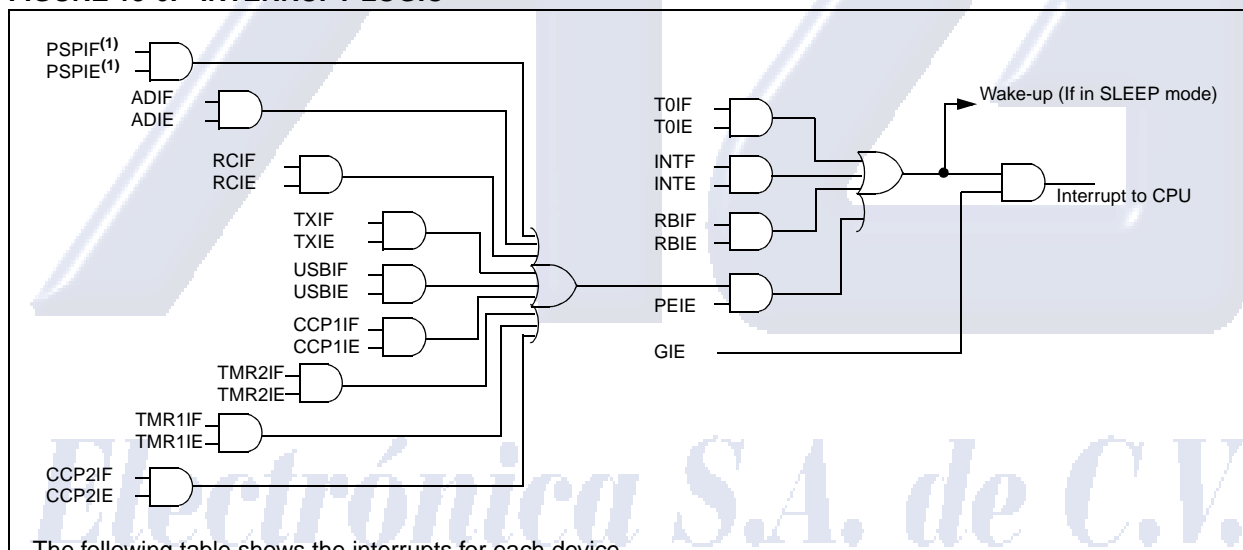 FIGURE 13-8: INTERRUPT LOGIC
PSPIF(1)
PSPIE(1)
ADIF
ADIE
RCIF
RCIE
TXIF
TXIE
USBIF
USBIE
CCP1IF
CCP1IE
TMR2IF
TMR2IE
TMR1IF
TMR1IE
CCP2IF
CCP2IE
T0IF
T0IE
INTF
INTE
RBIF
RBIE
PEIE
GIE
Wake-up (If in SLEEP mode)
Interrupt to CPU
Electrónica S.A. de C.V.
The following table shows the interrupts for each device.